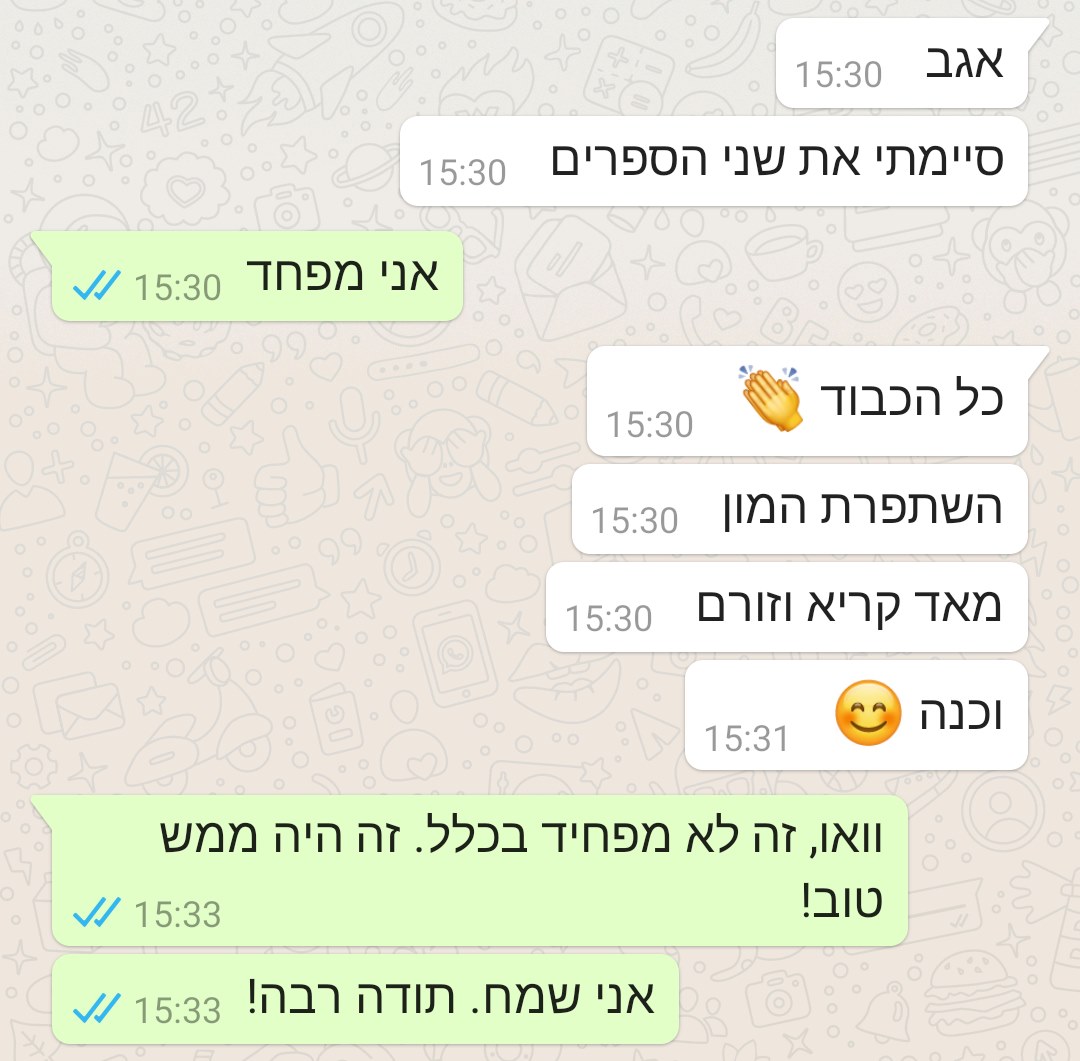 אגב
15:30
סיימתי את שני הספרים
15:30
אני מפחד
15:30
כל הכבוד 👏
15:30
השתפרת המון
15:30
מאד קריא וזורם
15:30
וכנה 😊
15:31
וואו, זה לא מפחיד בכלל. זה היה ממש
טוב!
15:33
אני שמח. תודה רבה!
15:33